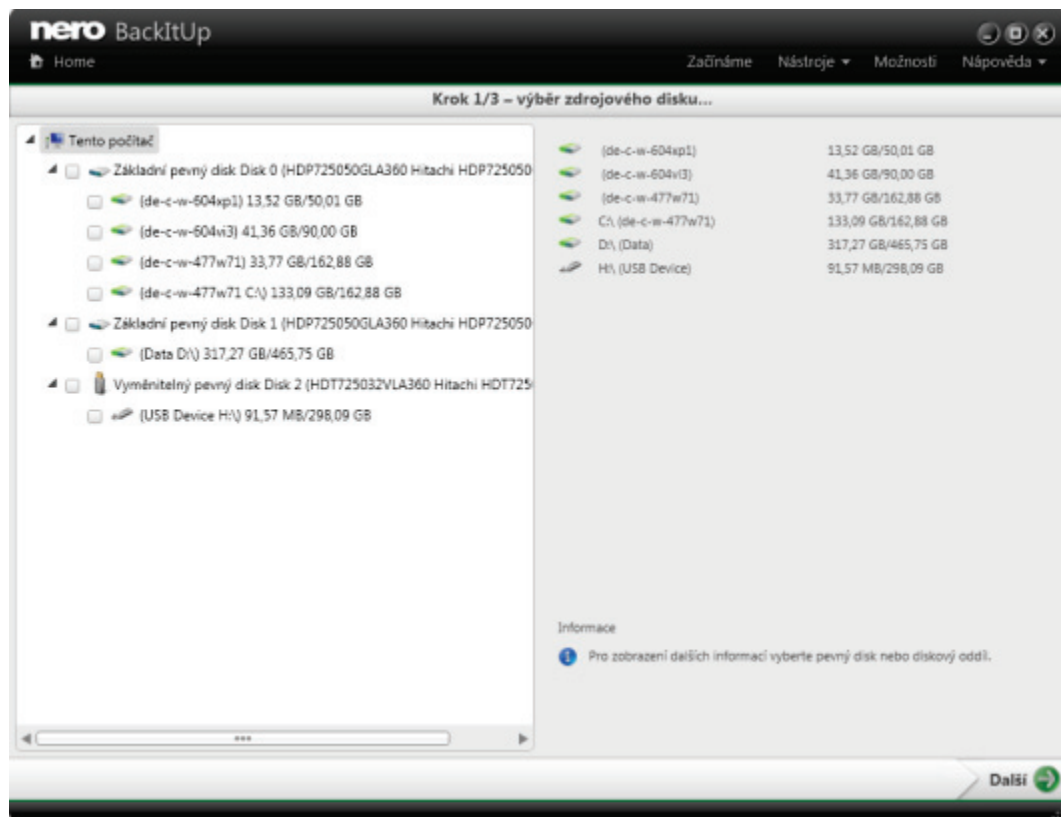 nero BackItUp
Home Začínáme Nástroje Možnosti Nápověda
Krok 1/3 – výběr zdrojového disku...
Tento počítač
Základní pevný disk Disk 0 (HDP725050GLA360 Hitachi HDP725050
(de-c-w-604xp1) 13,52 GB/50,01 GB
(de-c-w-604vi3) 41,36 GB/90,00 GB
(de-c-w-477w71) 33,77 GB/162,88 GB
(de-c-w-477w71 C:\) 133,09 GB/162,88 GB
Základní pevný disk Disk 1 (HDP725050GLA360 Hitachi HDP725050
(Data D:\) 317,27 GB/465,75 GB
Vyměnitelný pevný disk Disk 2 (HDT725032VLA360 Hitachi HDT725
(USB Device H:\) 91,57 MB/298,09 GB
(de-c-w-604xp1) 13,52 GB/50,01 GB
(de-c-w-604vi3) 41,36 GB/90,00 GB
(de-c-w-477w71) 33,77 GB/162,88 GB
C:\ (de-c-w-477w71) 133,09 GB/162,88 GB
D:\ (Data) 317,27 GB/465,75 GB
H:\ (USB Device) 91,57 MB/298,09 GB
Informace
Pro zobrazení dalších informací vyberte pevný disk nebo diskový oddíl.
Další